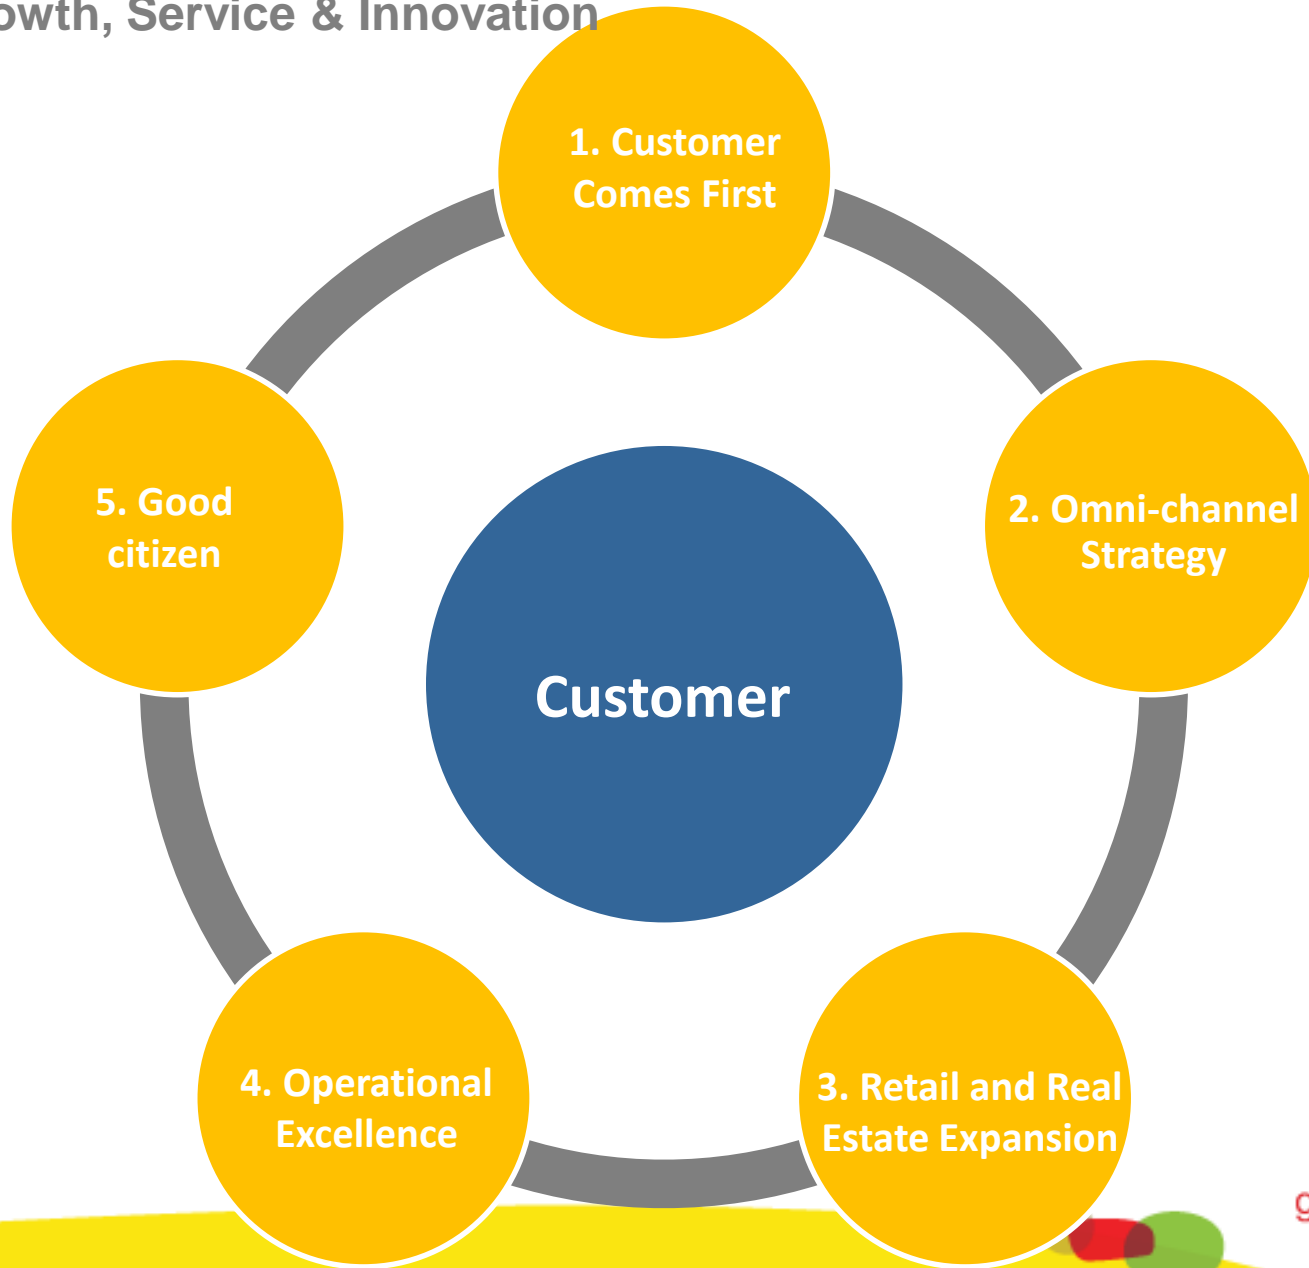 owth, Service & Innovation
1. Customer
Comes First
2. Omni-channel
Strategy
3. Retail and Real
Estate Expansion
4. Operational
Excellence
5. Good
citizen
Customer
g